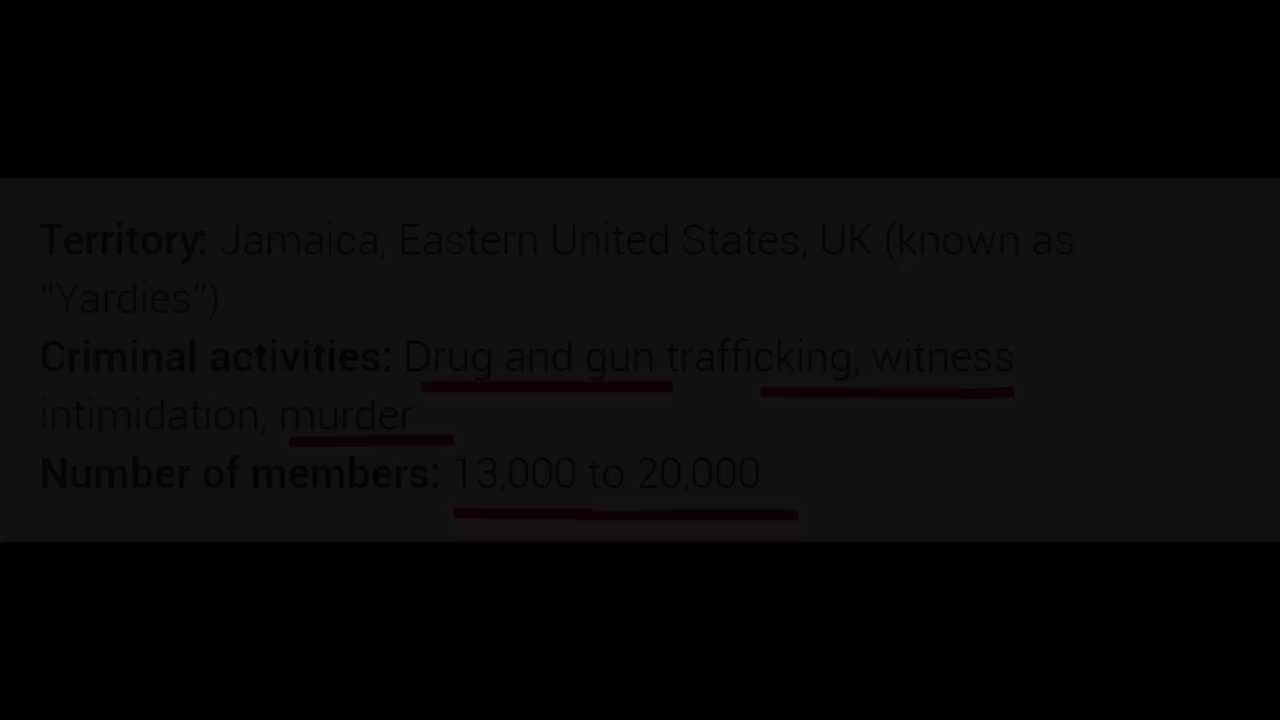 Territory: Jamaica, Eastern United States, UK (known as
"Yardies")
Criminal activities: Drug and gun trafficking, witness
intimidation, murder
Number of members: 13,000 to 20,000